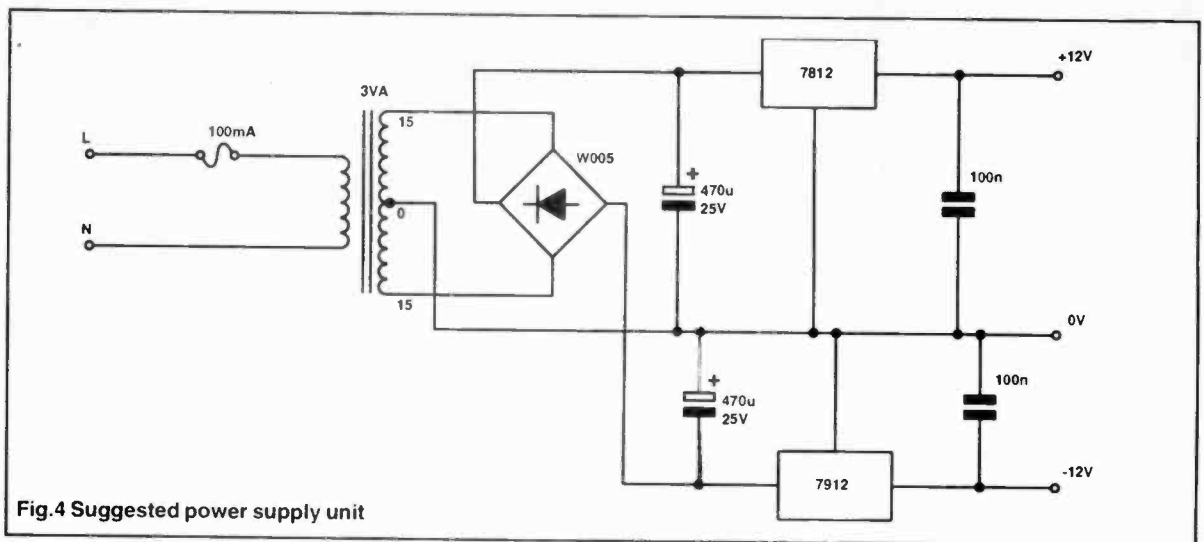 7812
+12V
3VA
15
100mA
L
W005
+
470u
25V
100n
0
N
15
0V
+
470u
25V
100n
7912
-12V
Fig.4 Suggested power supply unit